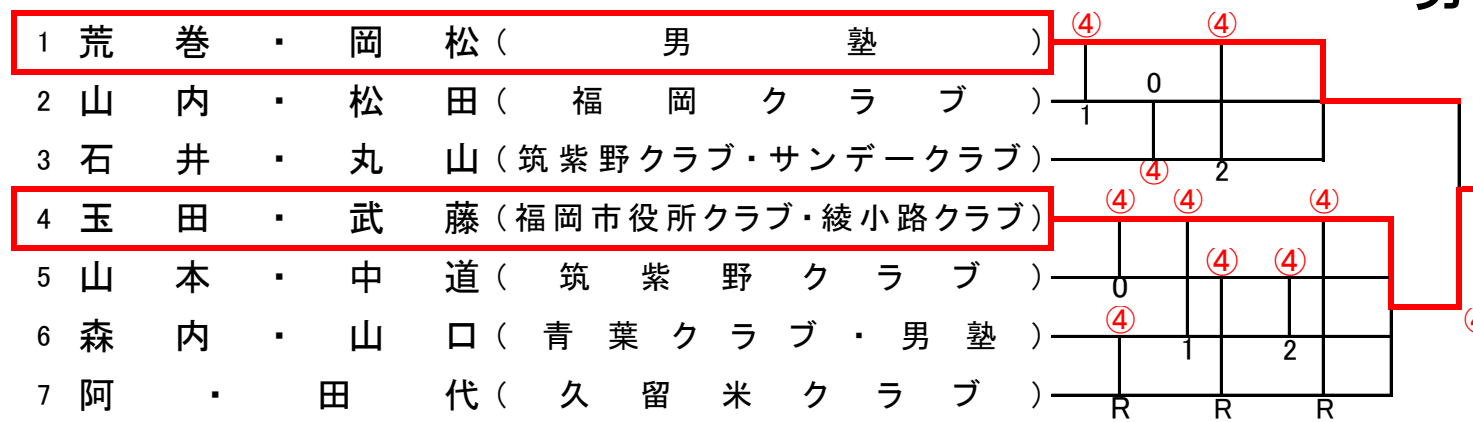 1 荒巻・岡松(男塾) ④ ④
2 山内・松田(福岡クラブ) 1 0
3 石井・丸山(筑紫野クラブ・サンデークラブ) ④ 2
4 玉田・武藤(福岡市役所クラブ・綾小路クラブ) ④ ④ ④
5 山本・中道(筑紫野クラブ) 0 ④ ④
6 森内・山口(青葉クラブ・男塾) ④ 1 2
7 阿・田代(久留米クラブ) R R R